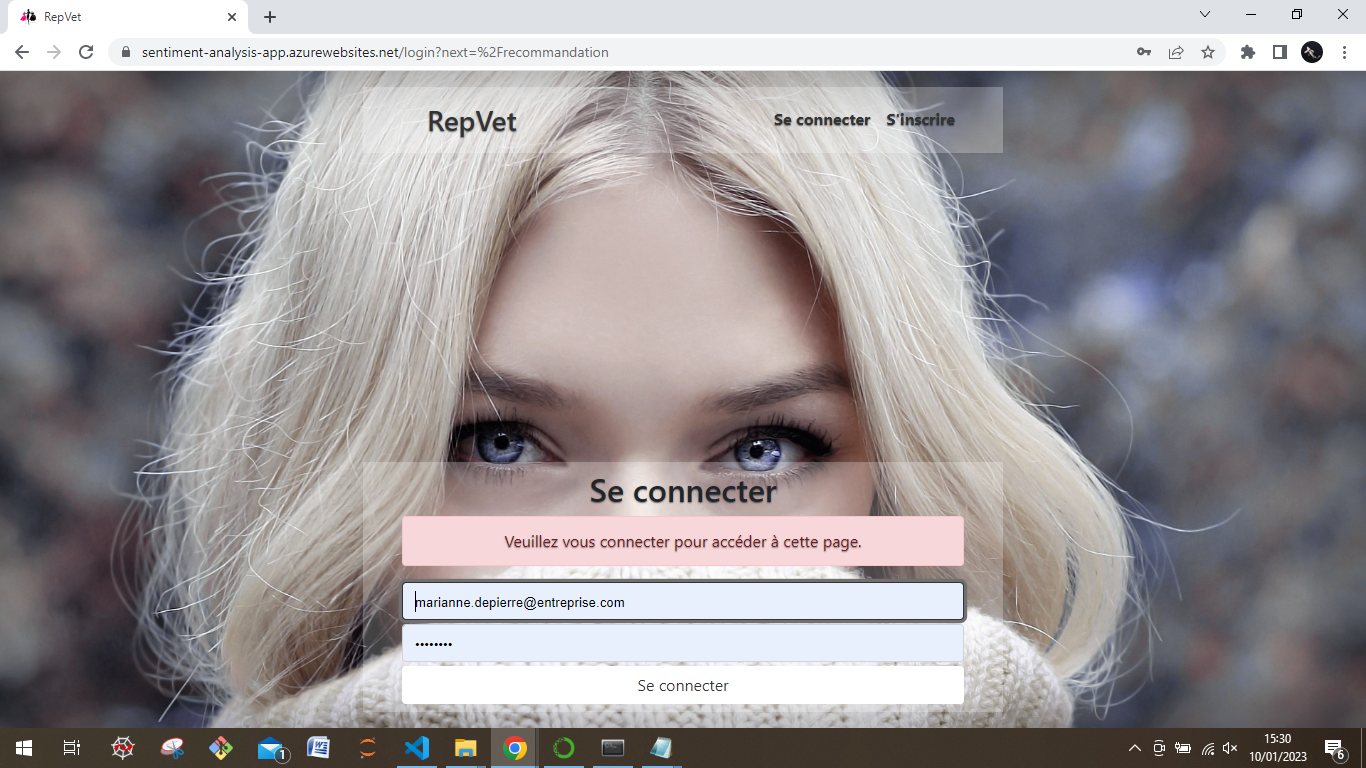 RepVet
sentiment-analysis-app.azurewebsites.net/login?next=%2Frecommandation
RepVet
Se connecter
S'inscrire
Se connecter
Veuillez vous connecter pour accéder à cette page.
marianne.depierre@entreprise.com
••••••••
Se connecter
1
15:30
10/01/2023
6